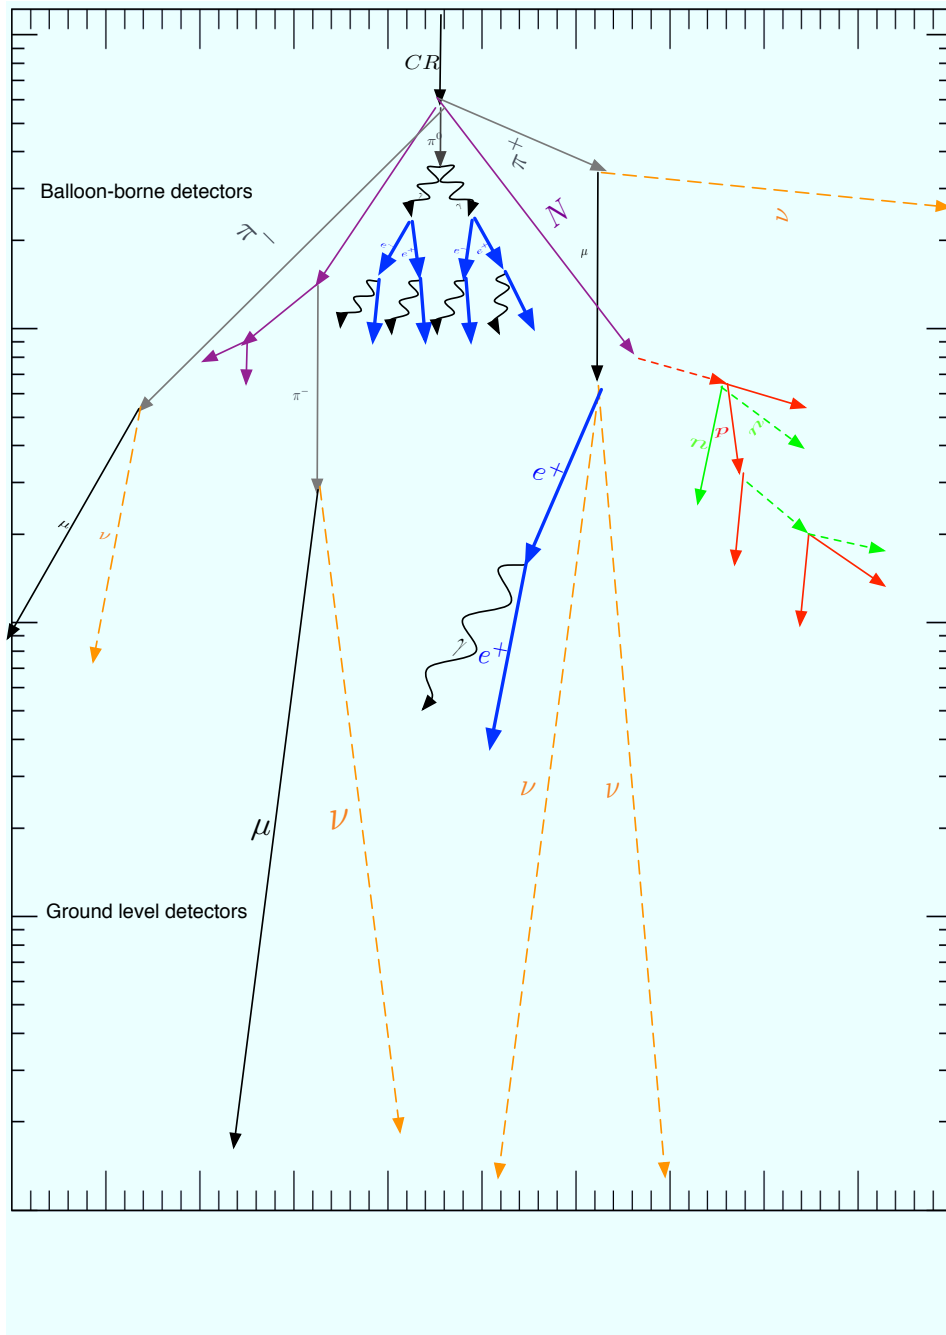 CR
π⁰
π⁺
Balloon-borne detectors
N
ν
π⁻
γ
e⁻
e⁺
e⁻
e⁺
μ
π⁻
n
p
n
e⁺
μ
ν
γ
e⁺
ν
ν
μ
ν
Ground level detectors